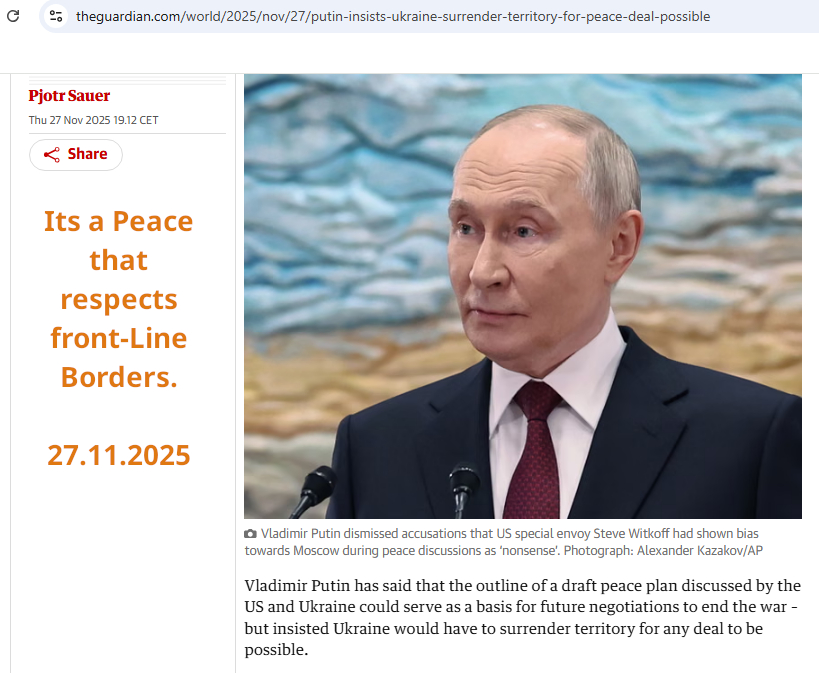 theguardian.com/world/2025/nov/27/putin-insists-ukraine-surrender-territory-for-peace-deal-possible
Pjotr Sauer
Thu 27 Nov 2025 19.12 CET
Share
Its a Peace
that
respects
front-Line
Borders.
27.11.2025
Vladimir Putin dismissed accusations that US special envoy Steve Witkoff had shown bias
towards Moscow during peace discussions as 'nonsense'. Photograph: Alexander Kazakov/AP
Vladimir Putin has said that the outline of a draft peace plan discussed by the
US and Ukraine could serve as a basis for future negotiations to end the war –
but insisted Ukraine would have to surrender territory for any deal to be
possible.